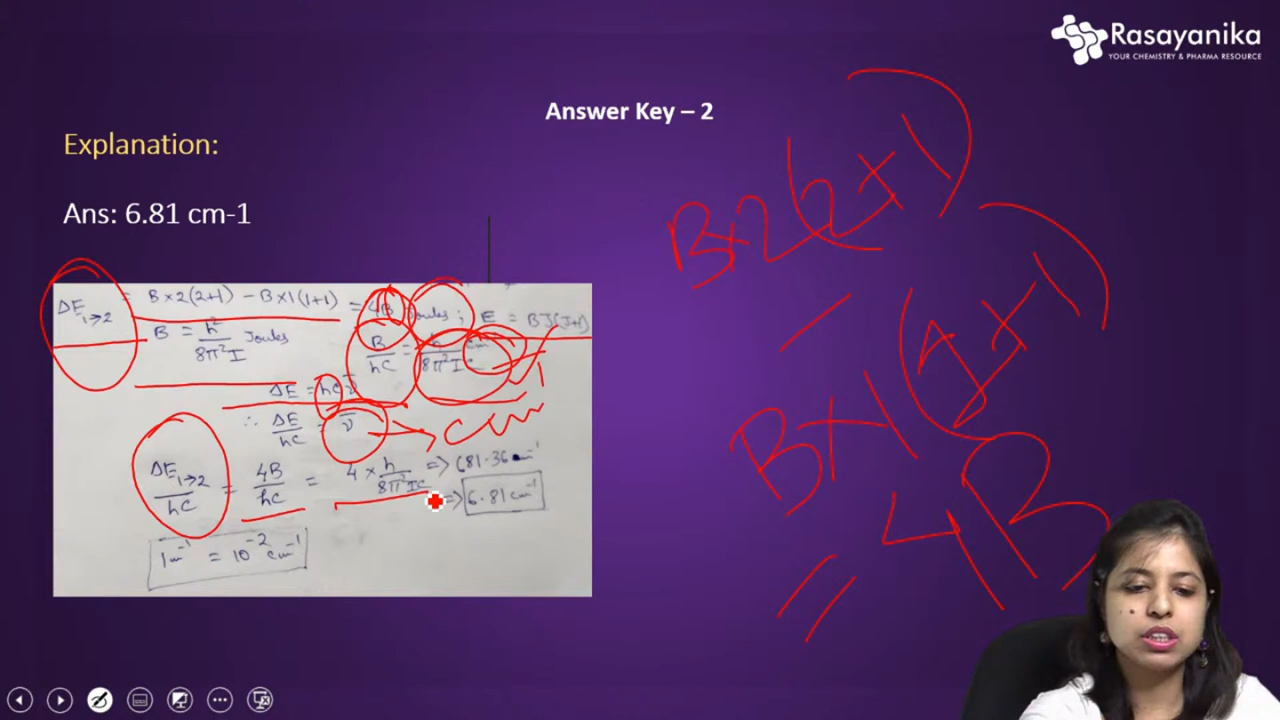 Rasayanika
YOUR CHEMISTRY & PHARMA RESOURCE
Answer Key – 2
Explanation:
Ans: 6.81 cm-1
ΔE1→2 = B×2(2+1) – B×1(1+1) = 4B Joules ; E = BJ(J+1)
B = h²/8π²I Joules
B/hc = h/8π²Ic cm⁻¹
ΔE = hcν̅
∴ ΔE/hc = ν̅
→ cm⁻¹
ΔE1→2/hc = 4B/hc = 4 × h/8π²Ic => 681.36 m⁻¹
=> 6.81 cm⁻¹
1m⁻¹ = 10⁻² cm⁻¹
B×2(2+1)
–
B×1(1+1)
= 4B